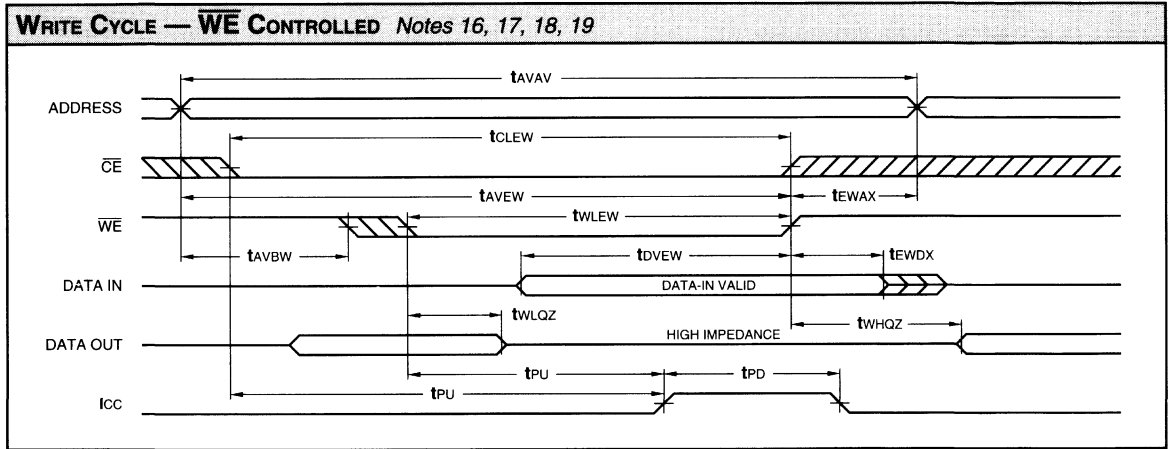 WRITE CYCLE — WE CONTROLLED Notes 16, 17, 18, 19
tAVAV
ADDRESS
tCLEW
CE
tAVEW
tEWAX
WE
tWLEW
tAVBW
tDVEW
tEWDX
DATA IN
DATA-IN VALID
tWLQZ
tWHQZ
DATA OUT
HIGH IMPEDANCE
tPU
tPD
tPU
ICC